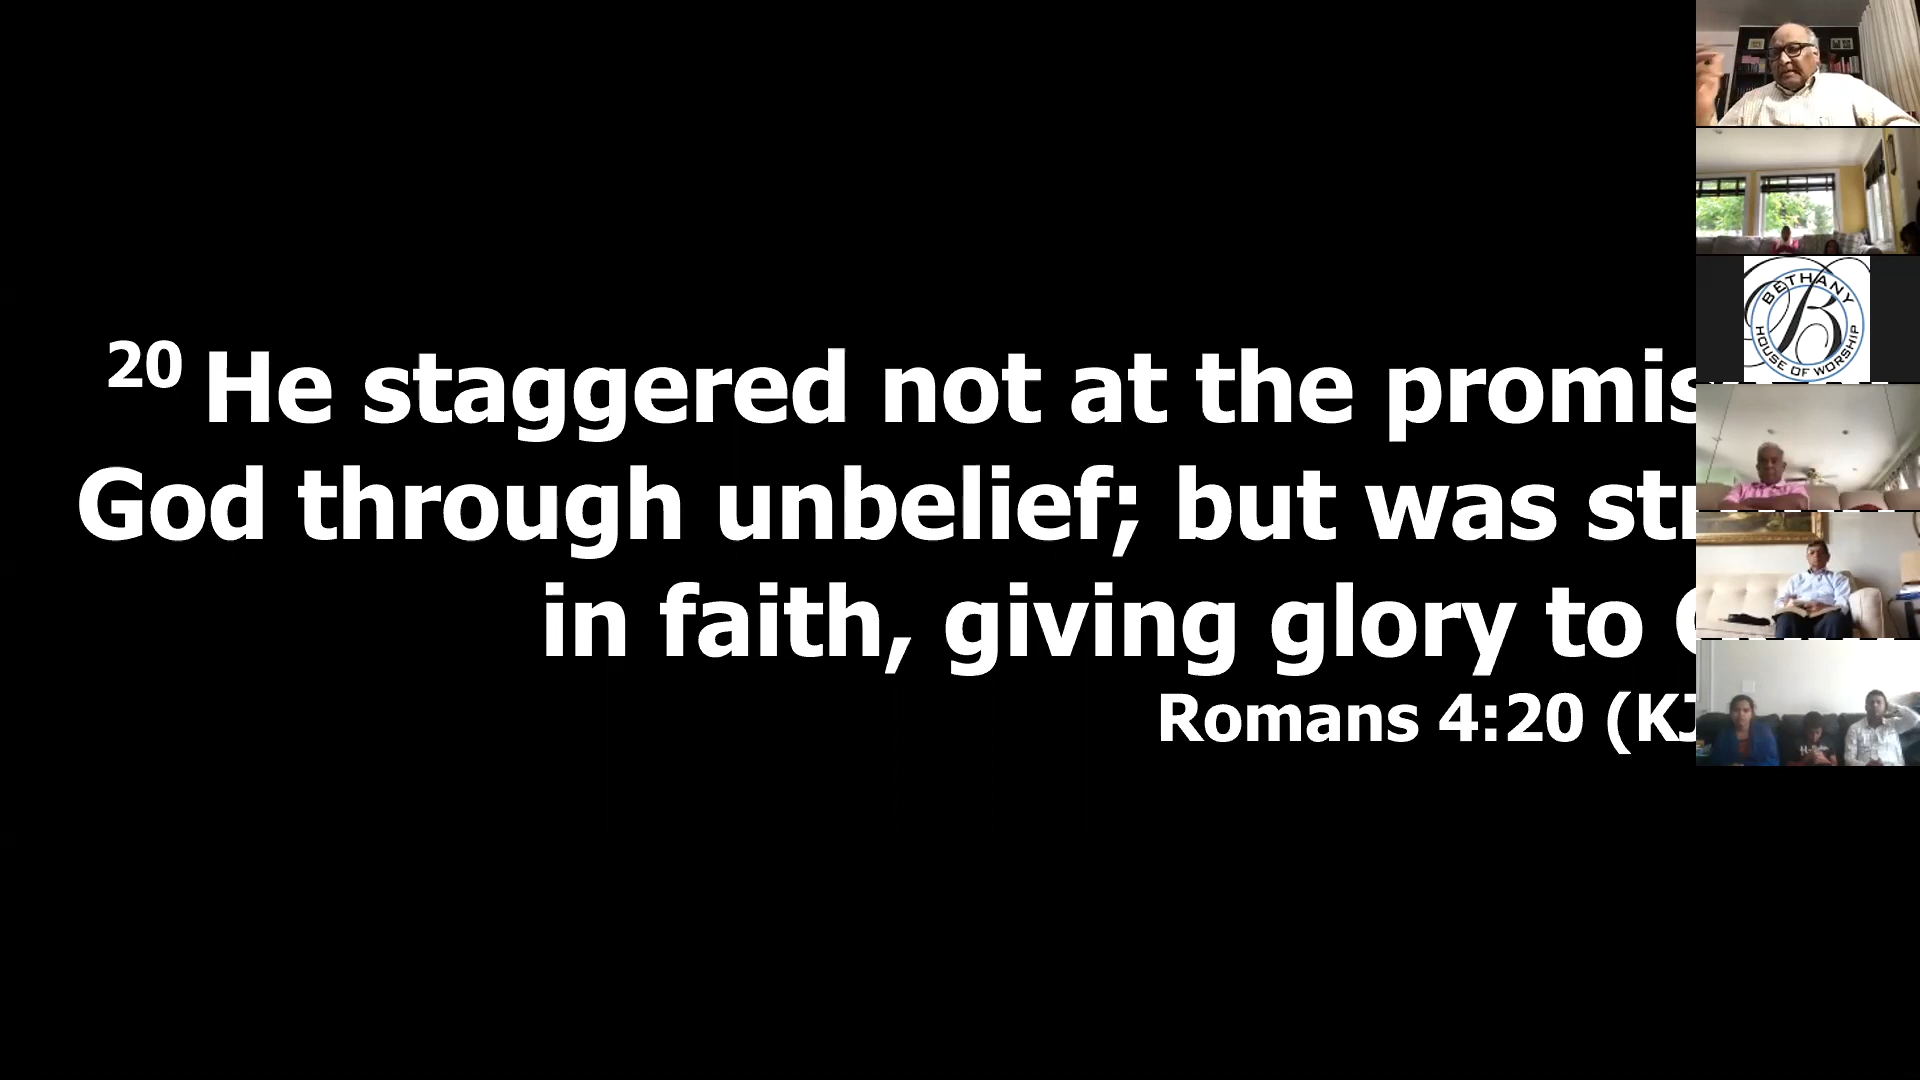 20 He staggered not at the promis
God through unbelief; but was str
in faith, giving glory to
Romans 4:20 (KJ
BETHANY
B
HOUSE OF WORSHIP